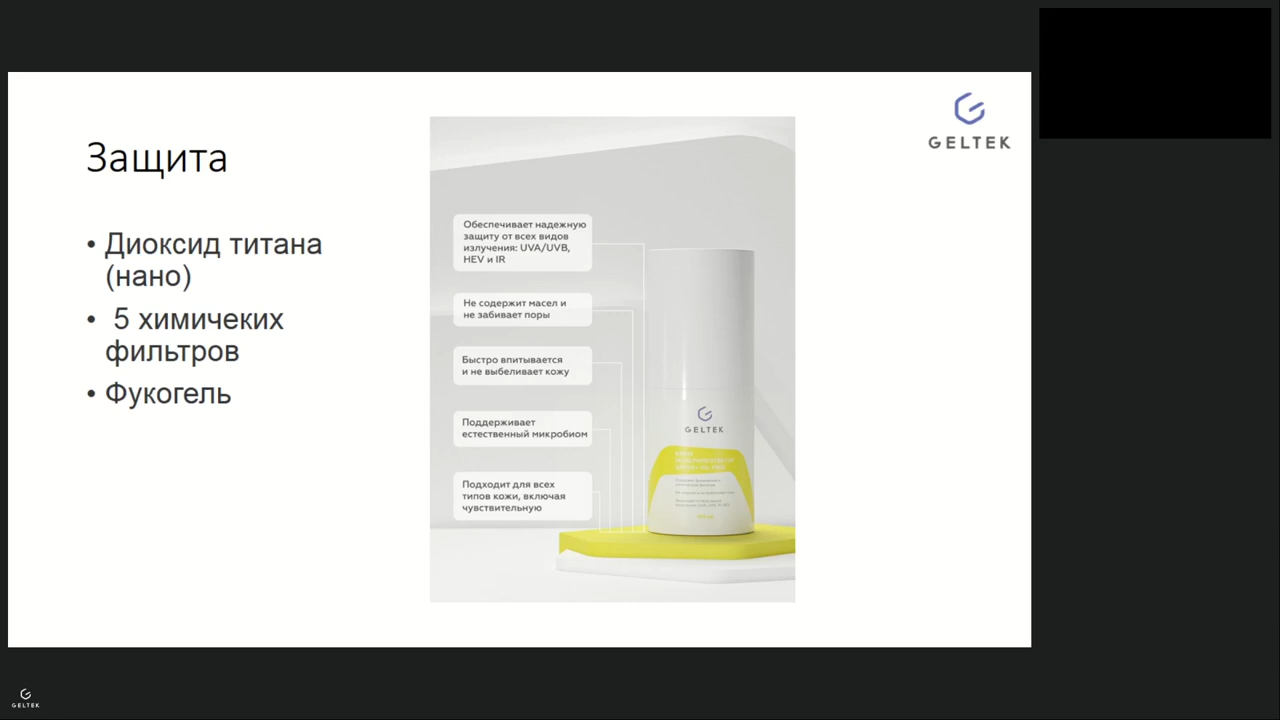 Защита
• Диоксид титана
(нано)
• 5 химичеких
фильтров
• Фукогель
Обеспечивает надежную
защиту от всех видов
излучения: UVA/UVB,
HEV и IR
Не содержит масел и
не забивает поры
Быстро впитывается
и не выбеливает кожу
Поддерживает
естественный микробиом
Подходит для всех
типов кожи, включая
чувствительную
GELTEK
GELTEK
GELTEK